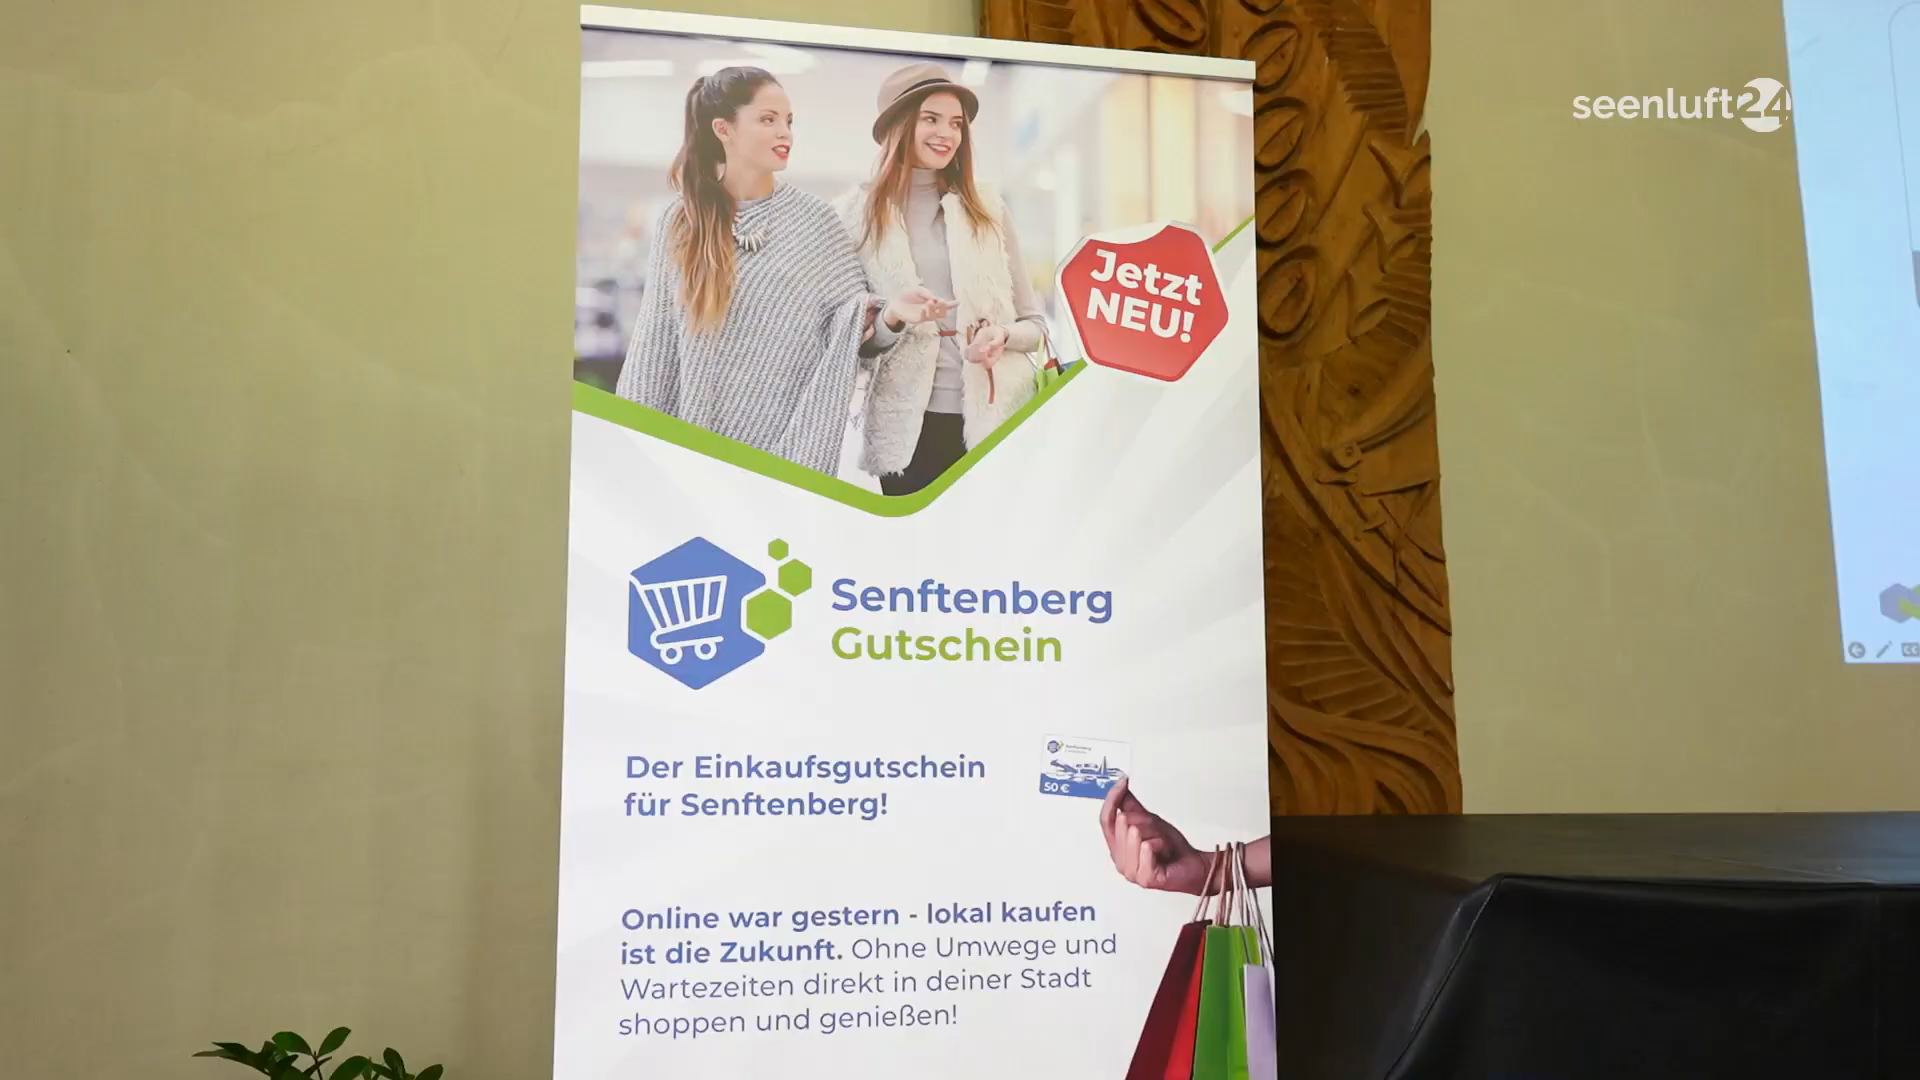 seenluft24
Jetzt
NEU!
Senftenberg
Gutschein
Der Einkaufsgutschein
für Senftenberg!
50 €
Online war gestern - lokal kaufen
ist die Zukunft. Ohne Umwege und
Wartezeiten direkt in deiner Stadt
shoppen und genießen!